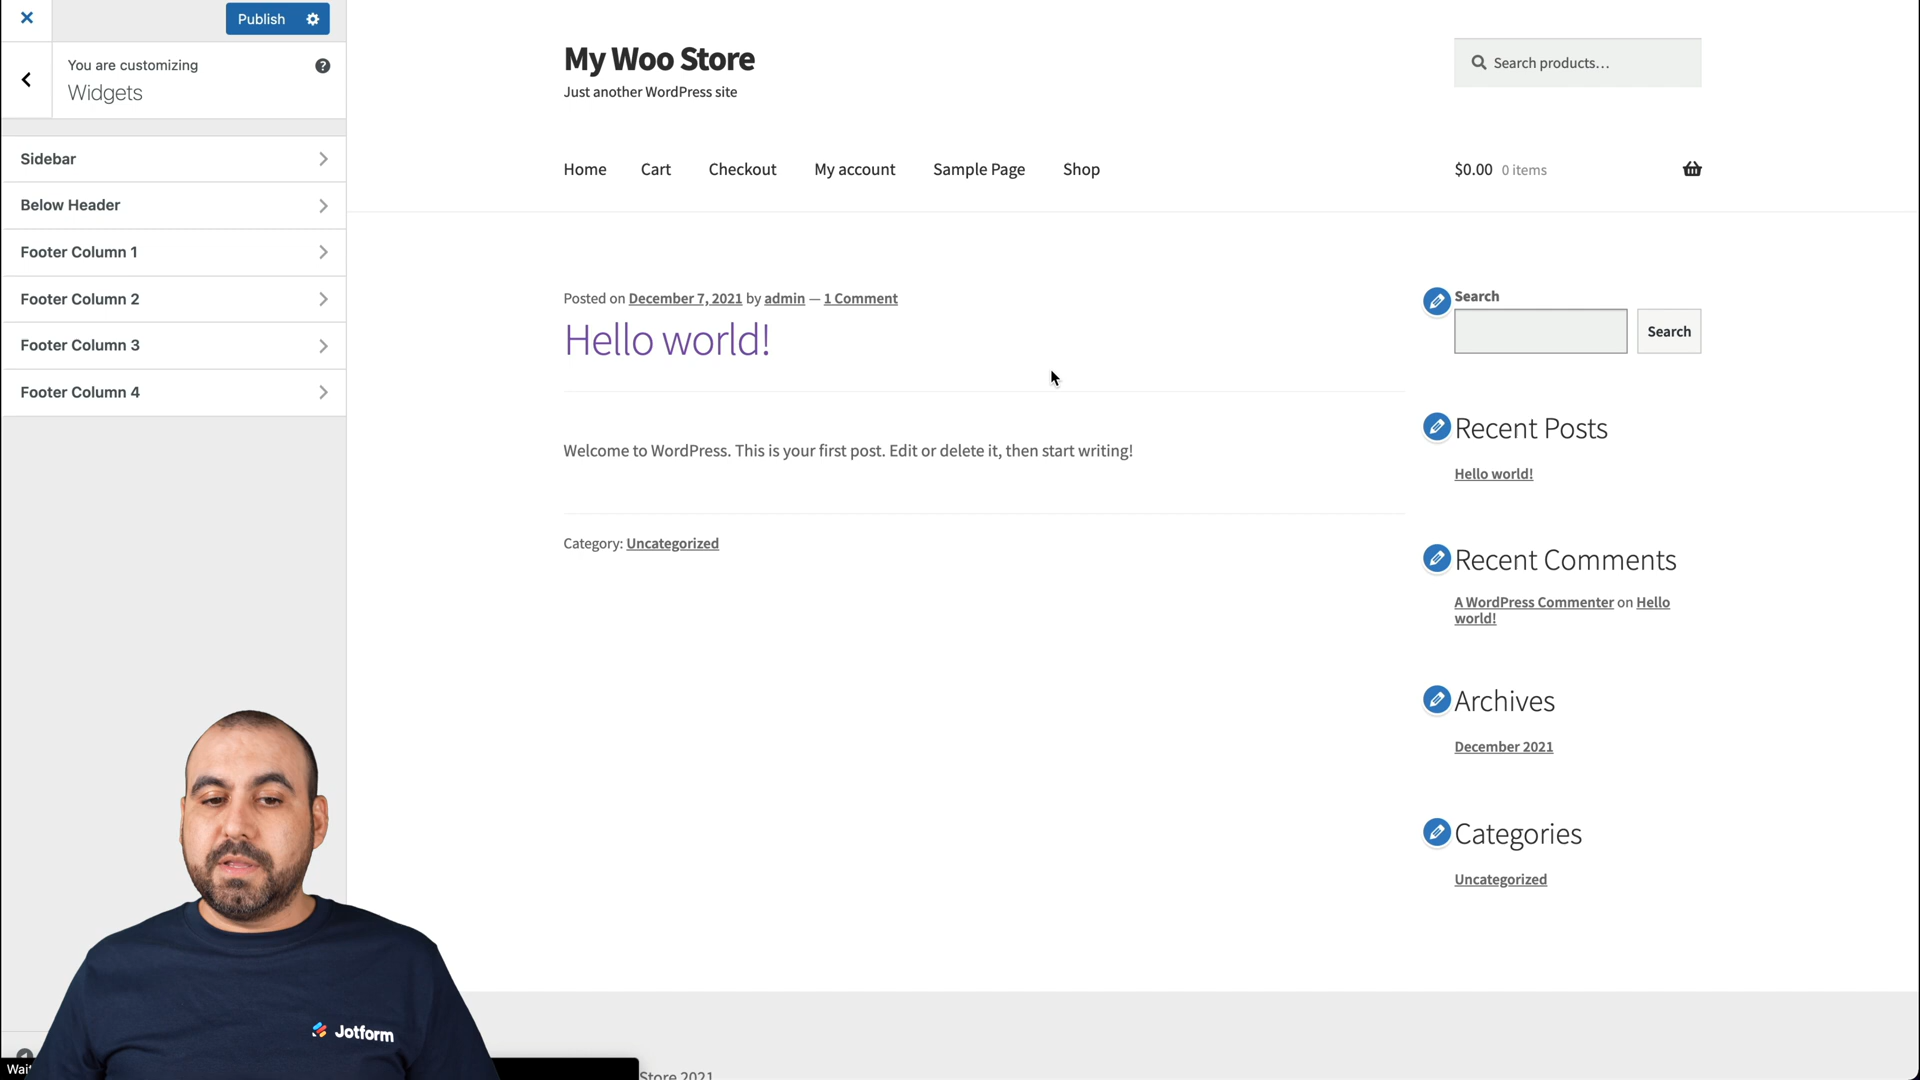 Publish
You are customizing
Widgets
Sidebar
Below Header
Footer Column 1
Footer Column 2
Footer Column 3
Footer Column 4
My Woo Store
Just another WordPress site
Search products...
Home Cart Checkout My account Sample Page Shop
$0.00 0 items
Posted on December 7, 2021 by admin — 1 Comment
Hello world!
Welcome to WordPress. This is your first post. Edit or delete it, then start writing!
Category: Uncategorized
Search
Search
Recent Posts
Hello world!
Recent Comments
A WordPress Commenter on Hello
world!
Archives
December 2021
Categories
Uncategorized
Jotform
Store 2021